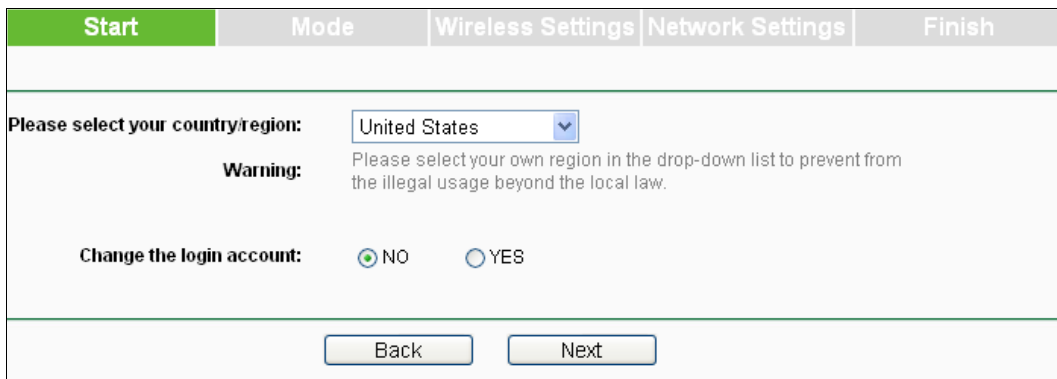 Start Mode Wireless Settings Network Settings Finish
Please select your country/region: United States
Warning: Please select your own region in the drop-down list to prevent from
the illegal usage beyond the local law.
Change the login account: NO YES
Back Next